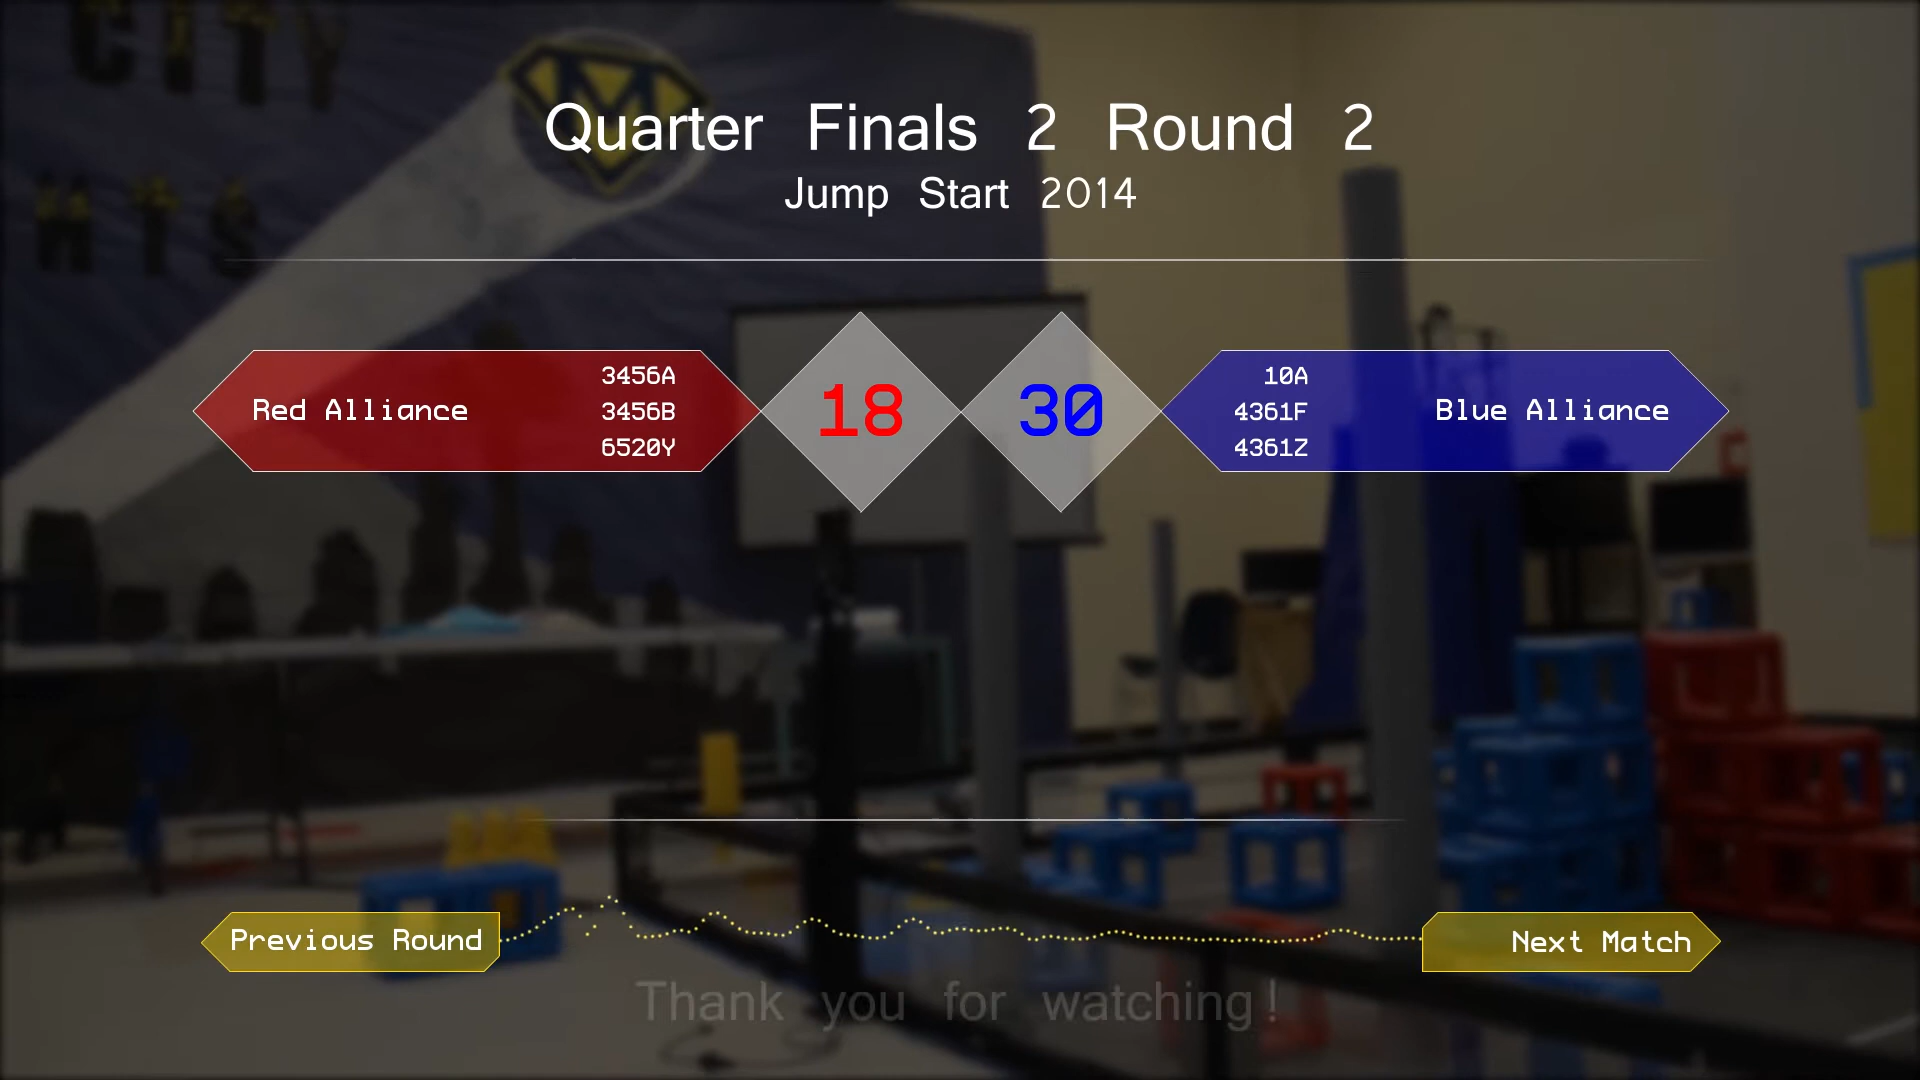 CITY
Quarter Finals 2 Round 2
Jump Start 2014
Red Alliance
3456A
3456B
6520Y
18
30
10A
4361F
4361Z
Blue Alliance
Previous Round
Next Match
Thank you for watching!